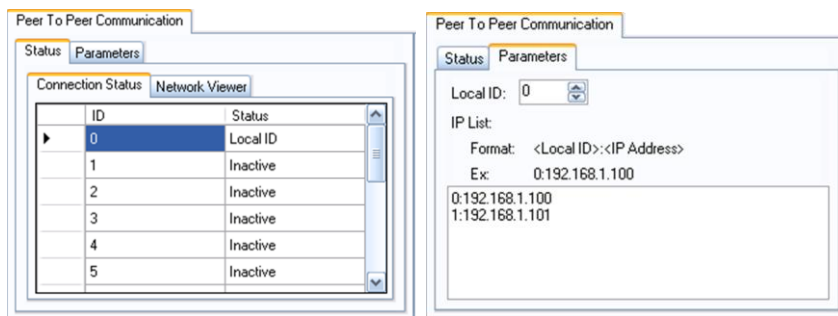 Peer To Peer Communication
Status Parameters
Connection Status Network Viewer
ID Status
0 Local ID
1 Inactive
2 Inactive
3 Inactive
4 Inactive
5 Inactive
Peer To Peer Communication
Status Parameters
Local ID: 0
IP List:
Format: <Local ID>:<IP Address>
Ex: 0:192.168.1.100
0:192.168.1.100
1:192.168.1.101